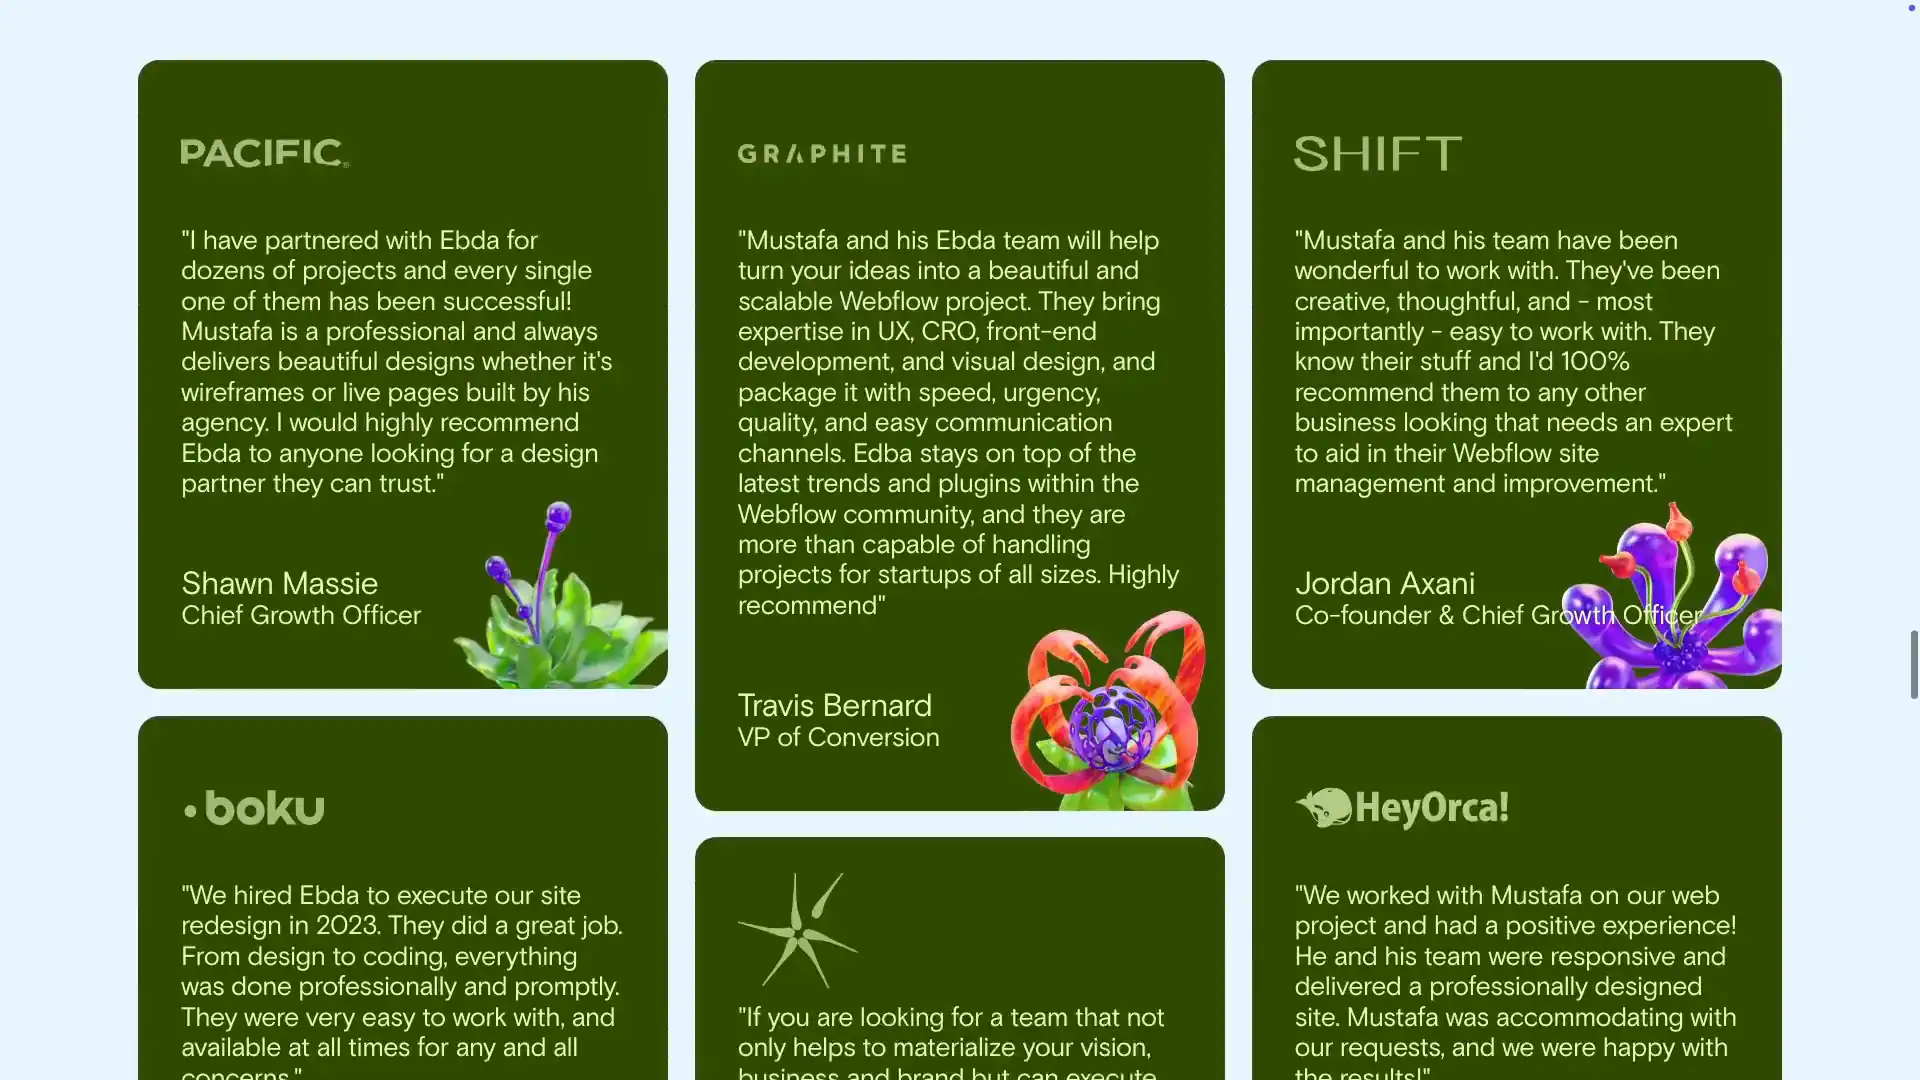 PACIFIC
"I have partnered with Ebda for
dozens of projects and every single
one of them has been successful!
Mustafa is a professional and always
delivers beautiful designs whether it's
wireframes or live pages built by his
agency. I would highly recommend
Ebda to anyone looking for a design
partner they can trust."
Shawn Massie
Chief Growth Officer
GRAPHITE
"Mustafa and his Ebda team will help
turn your ideas into a beautiful and
scalable Webflow project. They bring
expertise in UX, CRO, front-end
development, and visual design, and
package it with speed, urgency,
quality, and easy communication
channels. Edba stays on top of the
latest trends and plugins within the
Webflow community, and they are
more than capable of handling
projects for startups of all sizes. Highly
recommend"
Travis Bernard
VP of Conversion
SHIFT
"Mustafa and his team have been
wonderful to work with. They've been
creative, thoughtful, and - most
importantly - easy to work with. They
know their stuff and I'd 100%
recommend them to any other
business looking that needs an expert
to aid in their Webflow site
management and improvement."
Jordan Axani
Co-founder & Chief Growth Officer
boku
"We hired Ebda to execute our site
redesign in 2023. They did a great job.
From design to coding, everything
was done professionally and promptly.
They were very easy to work with, and
available at all times for any and all
concerns."
"If you are looking for a team that not
only helps to materialize your vision,
business and brand but can execute
HeyOrca!
"We worked with Mustafa on our web
project and had a positive experience!
He and his team were responsive and
delivered a professionally designed
site. Mustafa was accommodating with
our requests, and we were happy with
the results!"